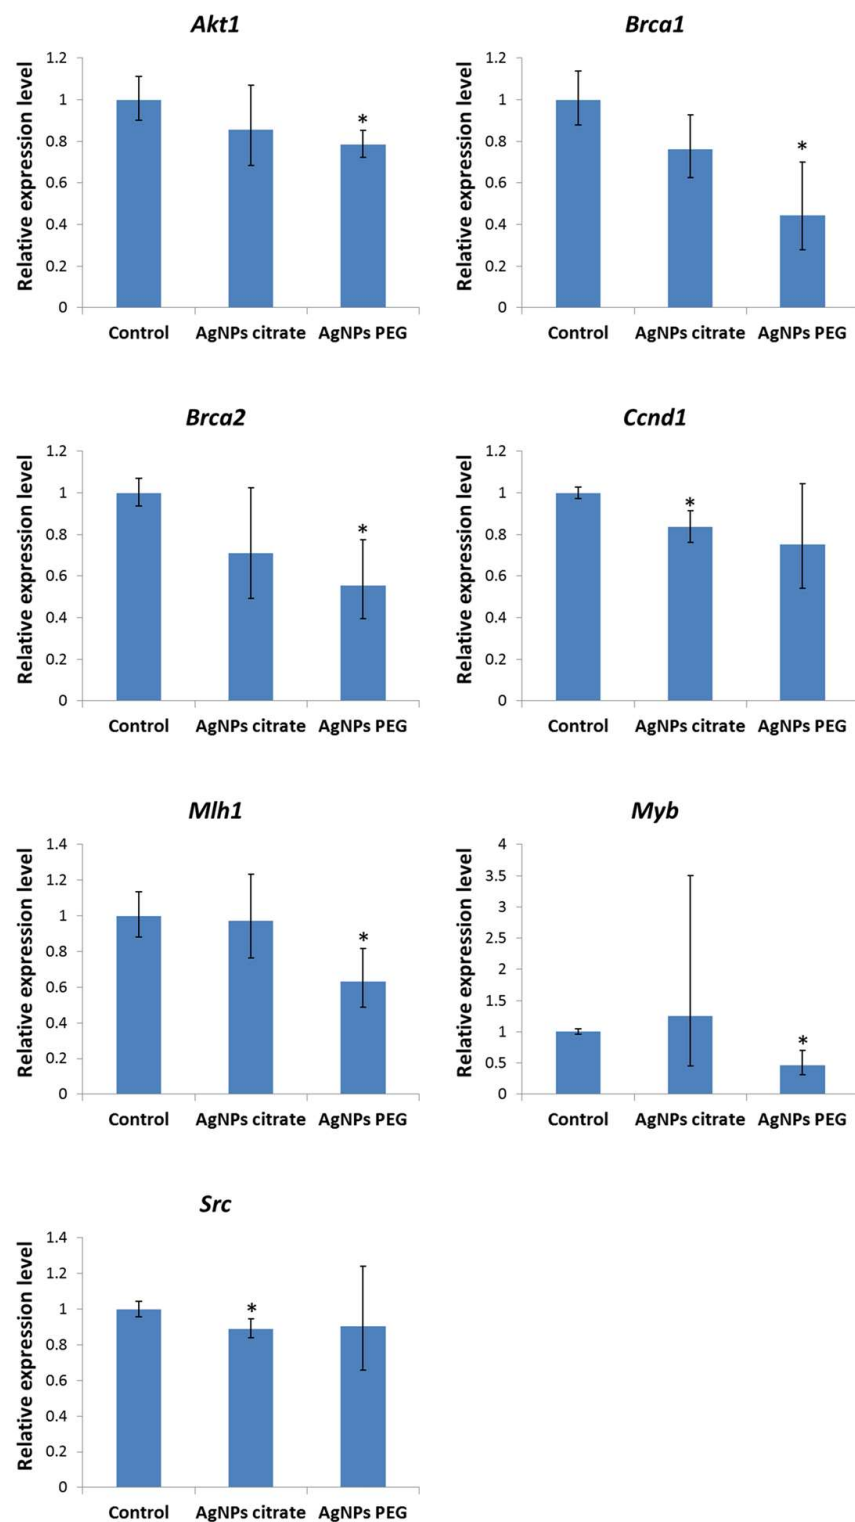 Akt1
Relative expression level
1.2
1
0.8
0.6
0.4
0.2
0
*
Control AgNPs citrate AgNPs PEG
Brca1
Relative expression level
1.2
1
0.8
0.6
0.4
0.2
0
*
Control AgNPs citrate AgNPs PEG
Brca2
Relative expression level
1.2
1
0.8
0.6
0.4
0.2
0
*
Control AgNPs citrate AgNPs PEG
Ccnd1
Relative expression level
1.2
1
0.8
0.6
0.4
0.2
0
*
Control AgNPs citrate AgNPs PEG
Mlh1
Relative expression level
1.4
1.2
1
0.8
0.6
0.4
0.2
0
*
Control AgNPs citrate AgNPs PEG
Myb
Relative expression level
4
3.5
3
2.5
2
1.5
1
0.5
0
*
Control AgNPs citrate AgNPs PEG
Src
Relative expression level
1.4
1.2
1
0.8
0.6
0.4
0.2
0
*
Control AgNPs citrate AgNPs PEG